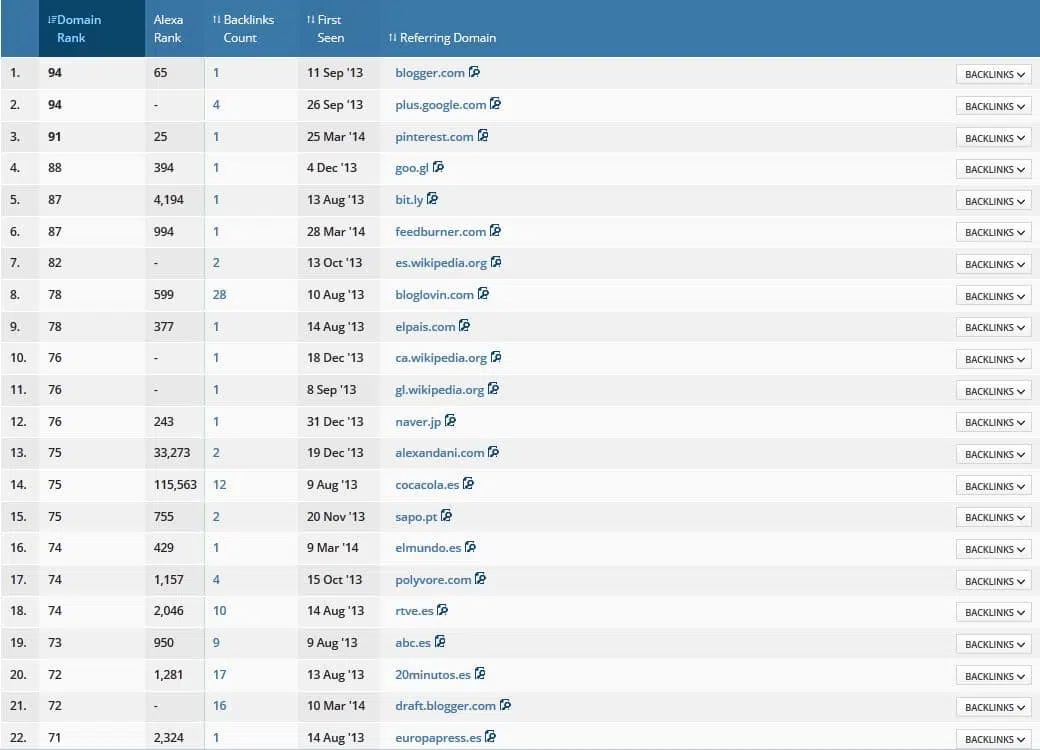 Domain Rank Alexa Rank Backlinks Count First Seen Referring Domain
1. 94 65 1 11 Sep '13 blogger.com BACKLINKS
2. 94 - 4 26 Sep '13 plus.google.com BACKLINKS
3. 91 25 1 25 Mar '14 pinterest.com BACKLINKS
4. 88 394 1 4 Dec '13 goo.gl BACKLINKS
5. 87 4,194 1 13 Aug '13 bit.ly BACKLINKS
6. 87 994 1 28 Mar '14 feedburner.com BACKLINKS
7. 82 - 2 13 Oct '13 es.wikipedia.org BACKLINKS
8. 78 599 28 10 Aug '13 bloglovin.com BACKLINKS
9. 78 377 1 14 Aug '13 elpais.com BACKLINKS
10. 76 - 1 18 Dec '13 ca.wikipedia.org BACKLINKS
11. 76 - 1 8 Sep '13 gl.wikipedia.org BACKLINKS
12. 76 243 1 31 Dec '13 naver.jp BACKLINKS
13. 75 33,273 2 19 Dec '13 alexandani.com BACKLINKS
14. 75 115,563 12 9 Aug '13 cocacola.es BACKLINKS
15. 75 755 2 20 Nov '13 sapo.pt BACKLINKS
16. 74 429 1 9 Mar '14 elmundo.es BACKLINKS
17. 74 1,157 4 15 Oct '13 polyvore.com BACKLINKS
18. 74 2,046 10 14 Aug '13 rtve.es BACKLINKS
19. 73 950 9 9 Aug '13 abc.es BACKLINKS
20. 72 1,281 17 13 Aug '13 20minutos.es BACKLINKS
21. 72 - 16 10 Mar '14 draft.blogger.com BACKLINKS
22. 71 2,324 1 14 Aug '13 europapress.es BACKLINKS